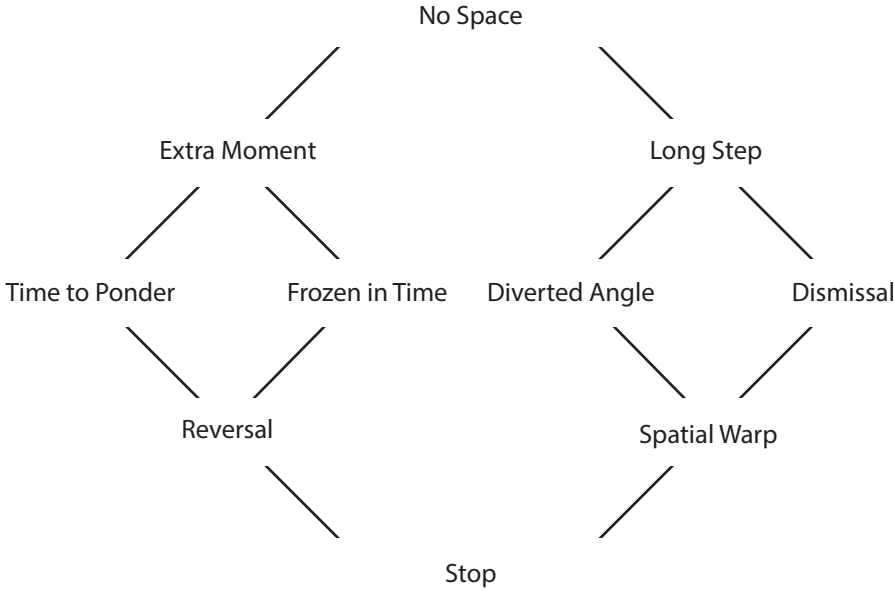 No Space
Extra Moment
Long Step
Time to Ponder
Frozen in Time
Diverted Angle
Dismissal
Reversal
Spatial Warp
Stop